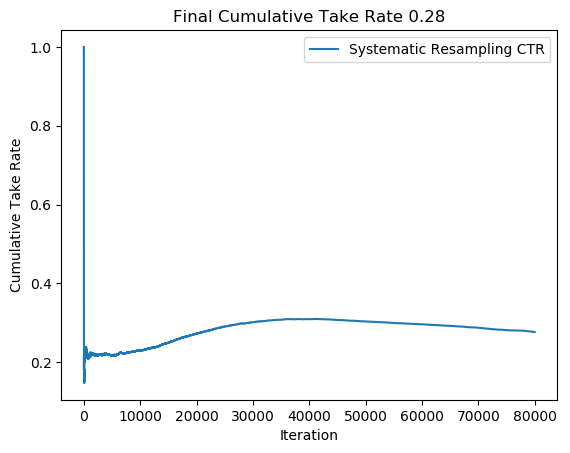 Final Cumulative Take Rate 0.28
Systematic Resampling CTR
1.0
0.8
0.6
0.4
0.2
Cumulative Take Rate
0 10000 20000 30000 40000 50000 60000 70000 80000
Iteration